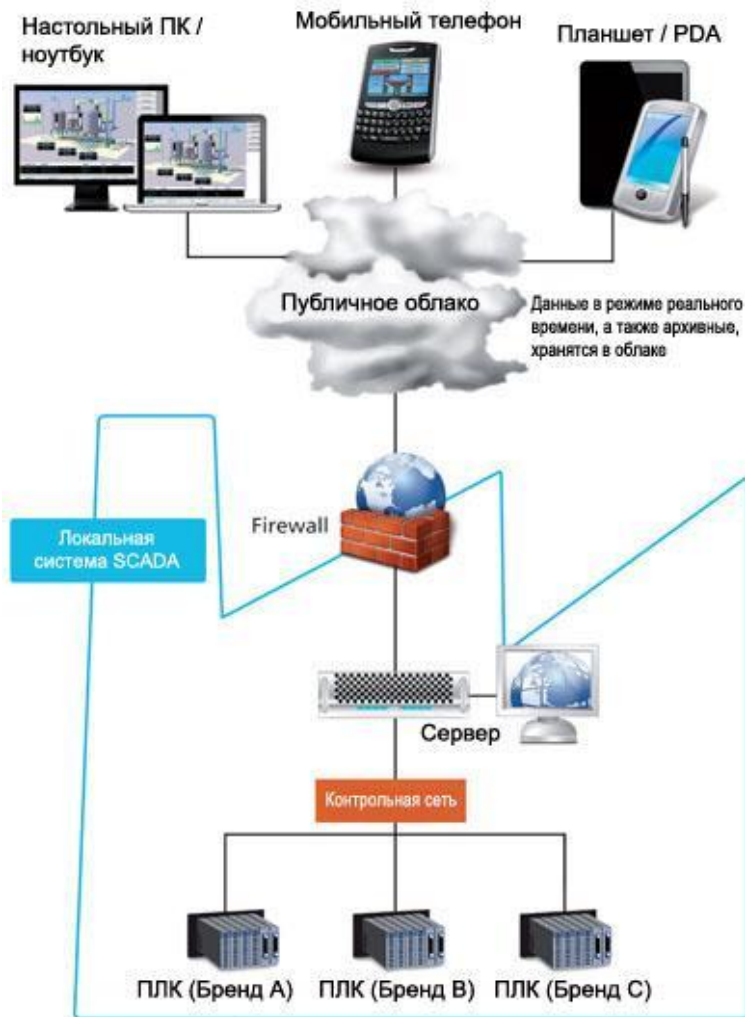 Настольный ПК /
ноутбук
Мобильный телефон
Планшет / PDA
Публичное облако
Данные в режиме реального
времени, а также архивные,
хранятся в облаке
Firewall
Локальная
система SCADA
Сервер
Контрольная сеть
ПЛК (Бренд A)
ПЛК (Бренд B)
ПЛК (Бренд C)